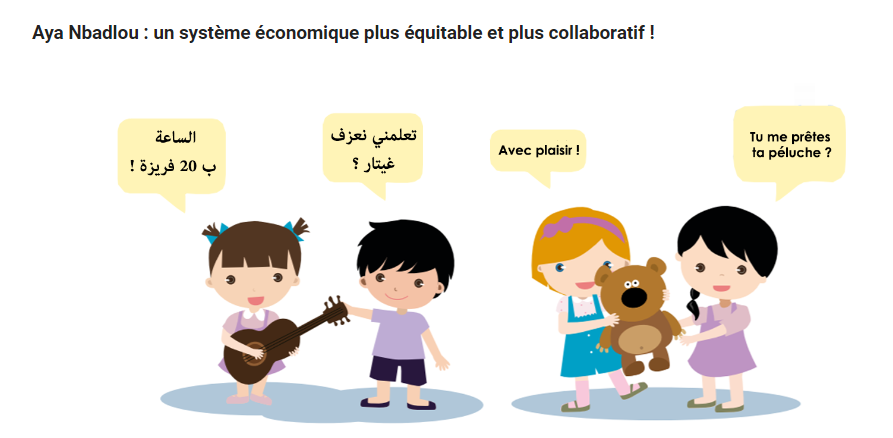 Aya Nbadlou : un système économique plus équitable et plus collaboratif !
الساعة
ب 20 فريزة !
تعلمني نعزف
غيتار ؟
Avec plaisir !
Tu me prêtes
ta péluche ?